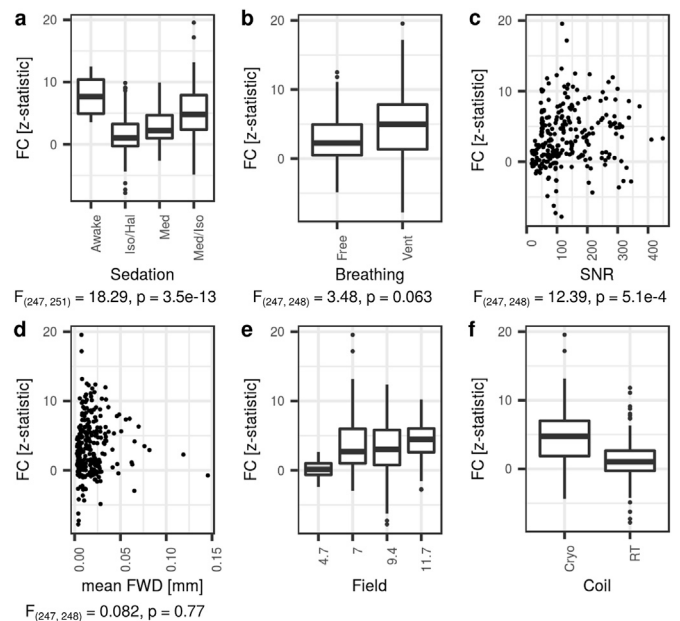 a
FC [z-statistic]
20
10
0
Awake
Iso/Hal
Med
Med/Iso
Sedation
F(247, 251) = 18.29, p = 3.5e-13
b
FC [z-statistic]
20
10
0
Free
Vent
Breathing
F(247, 248) = 3.48, p = 0.063
c
FC [z-statistic]
20
10
0
0
100
200
300
400
SNR
F(247, 248) = 12.39, p = 5.1e-4
d
FC [z-statistic]
20
10
0
0.00
0.05
0.10
0.15
mean FWD [mm]
F(247, 248) = 0.082, p = 0.77
e
FC [z-statistic]
20
10
0
4.7
7
9.4
11.7
Field
f
FC [z-statistic]
20
10
0
Cryo
RT
Coil